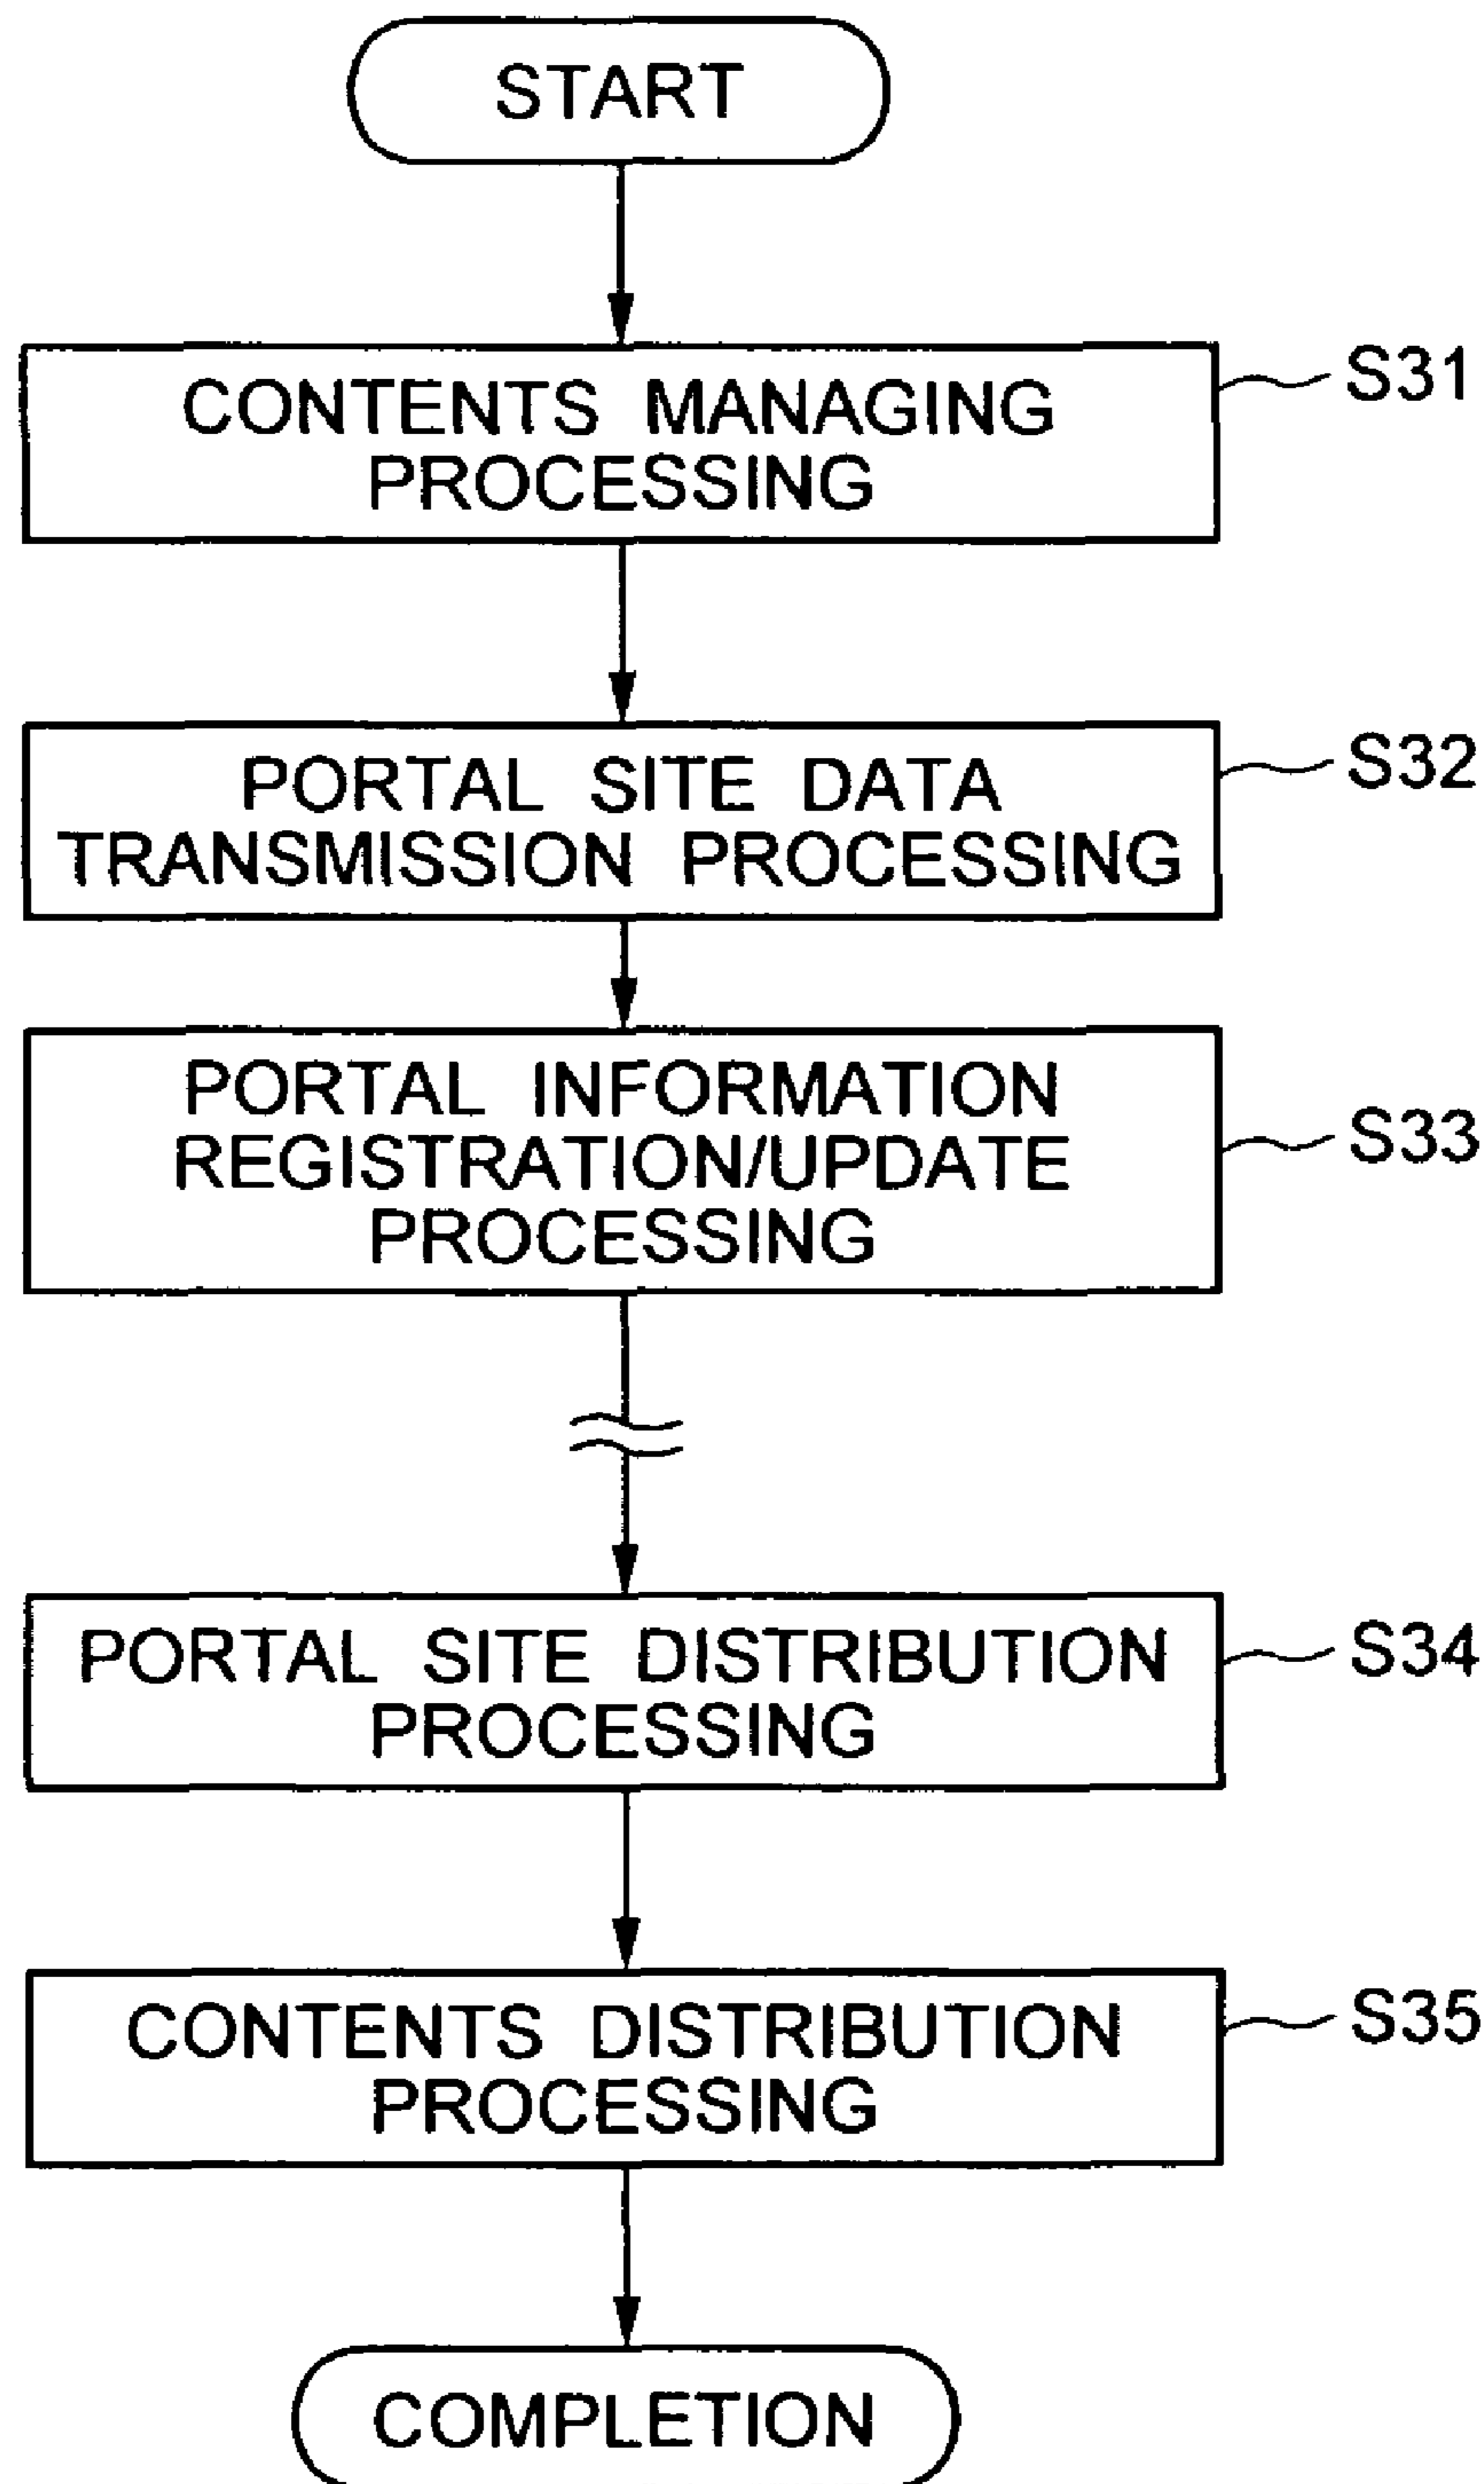 START
CONTENTS MANAGING
PROCESSING
S31
PORTAL SITE DATA
TRANSMISSION PROCESSING
S32
PORTAL INFORMATION
REGISTRATION/UPDATE
PROCESSING
S33
PORTAL SITE DISTRIBUTION
PROCESSING
S34
CONTENTS DISTRIBUTION
PROCESSING
S35
COMPLETION